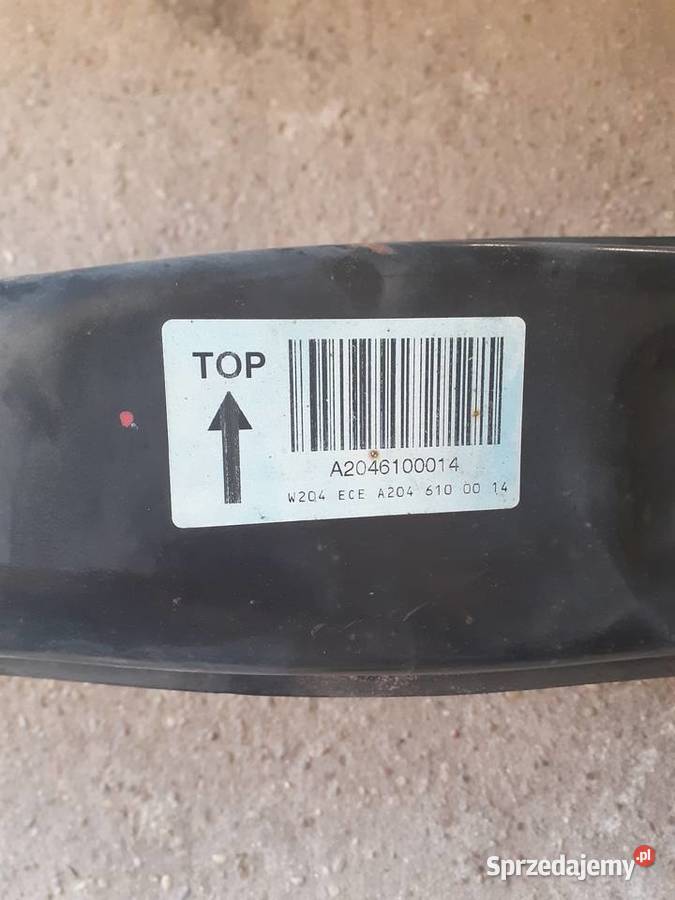 TOP
A2046100014
W204 ECE A204 610 00 14
Sprzedajemy.pl